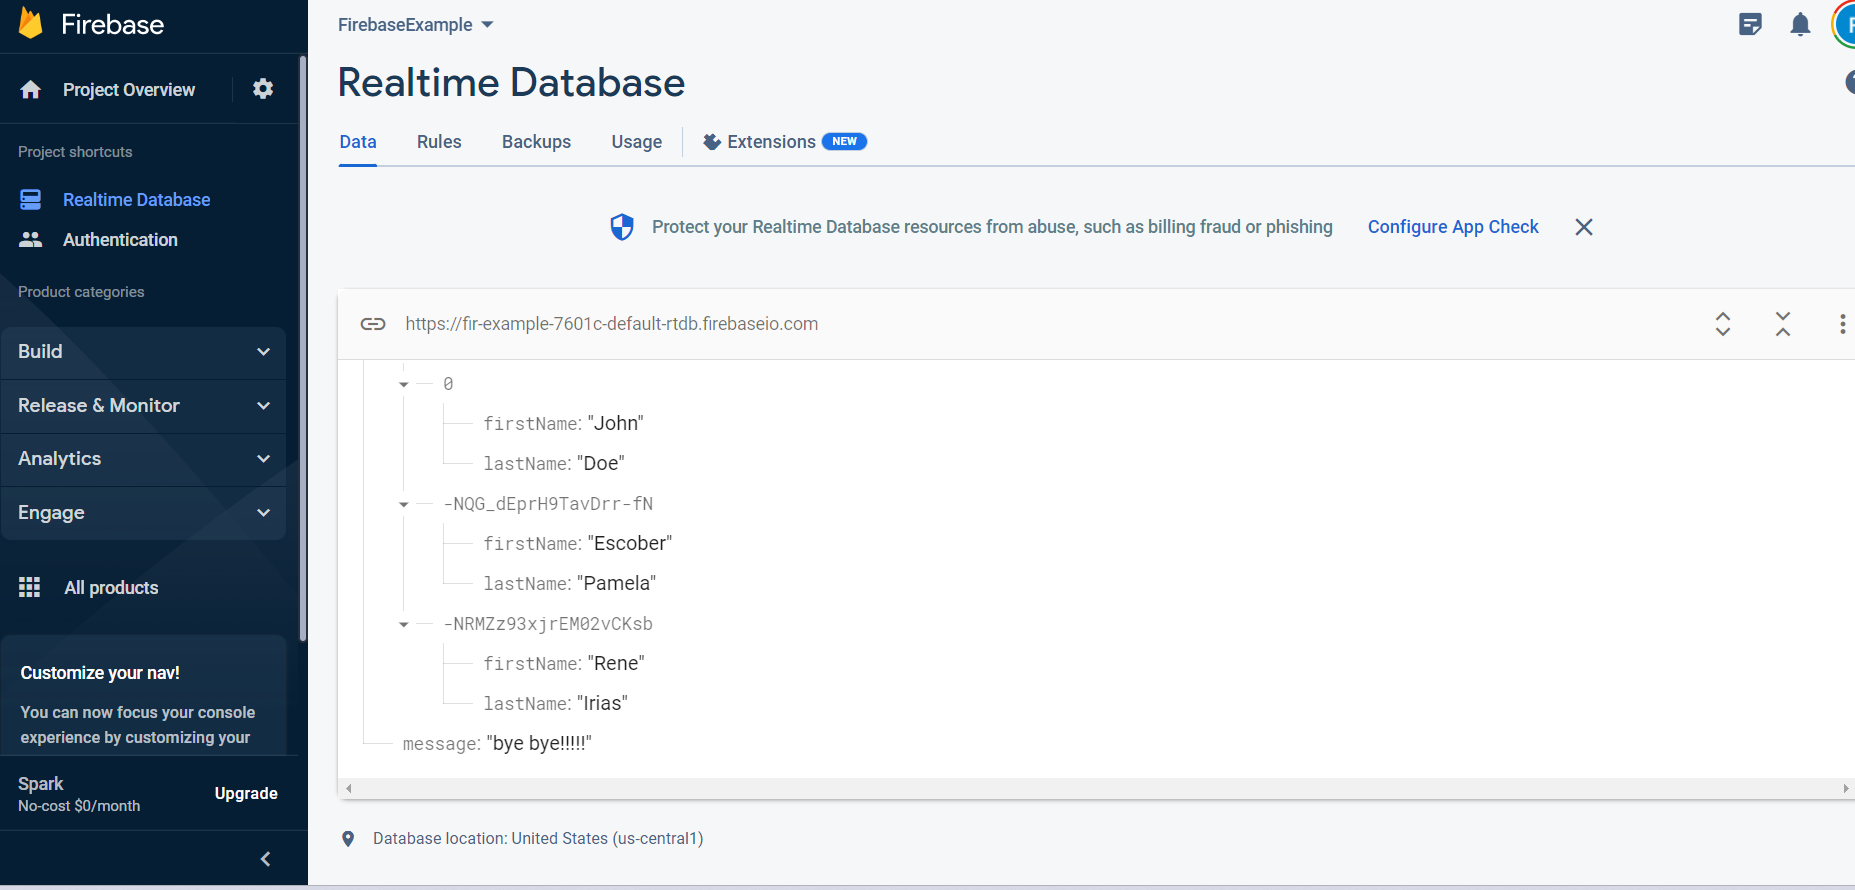 Firebase
Project Overview
Project shortcuts
Realtime Database
Authentication
Product categories
Build
Release & Monitor
Analytics
Engage
All products
Customize your nav!
You can now focus your console
experience by customizing your
Spark
No-cost $0/month
Upgrade
FirebaseExample
Realtime Database
Data Rules Backups Usage Extensions NEW
Protect your Realtime Database resources from abuse, such as billing fraud or phishing Configure App Check
https://fir-example-7601c-default-rtdb.firebaseio.com
0
firstName: "John"
lastName: "Doe"
-NQG_dEprH9TavDrr-fN
firstName: "Escober"
lastName: "Pamela"
-NRMZz93xjrEM02vCKsb
firstName: "Rene"
lastName: "Irias"
message: "bye bye!!!!!"
Database location: United States (us-central1)